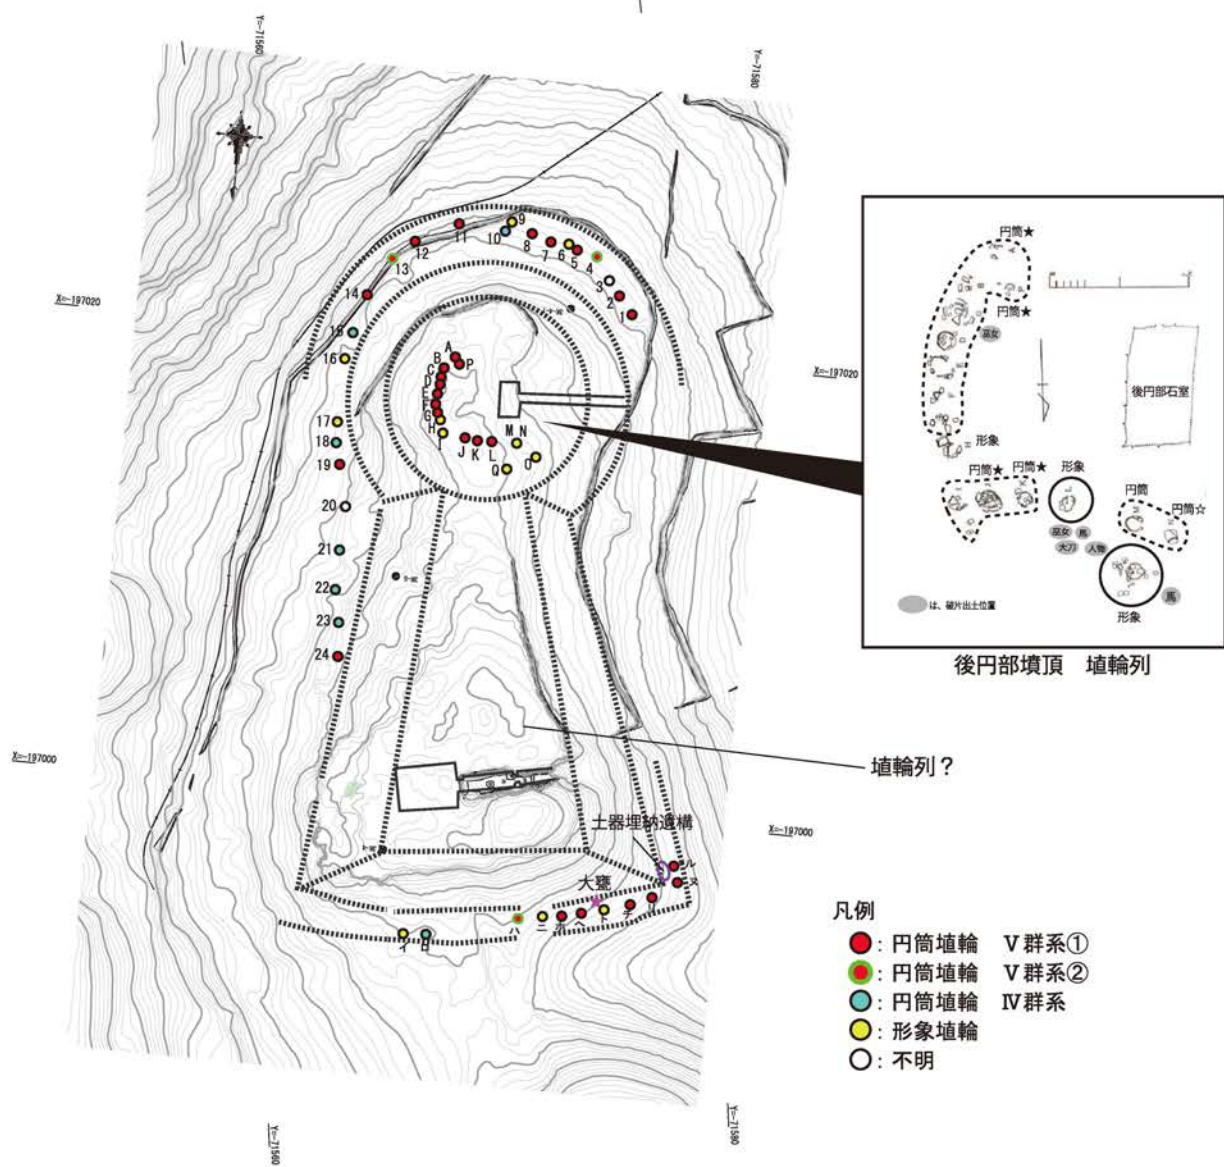 Y=-71560
Y=-71580
X=-197020
X=-197020
X=-197000
X=-197000
Y=-71560
Y=-71580
9
11
10
12
8
7
6
5
4
13
3
2
1
14
15
16
17
18
19
20
21
22
23
24
A
P
B
C
D
E
F
G
H
I
J
K
L
M
N
O
Q
円筒★
円筒★
巫女
後円部石室
形象
円筒★
円筒★
形象
円筒
円筒☆
巫女
馬
大刀
人物
馬
形象
は、破片出土位置
後円部墳頂 埴輪列
埴輪列?
土器埋納遺構
大甕
ル
ヌ
リ
チ
ト
ヘ
ホ
ニ
ハ
ロ
イ
凡例
:円筒埴輪 Ⅴ群系①
:円筒埴輪 Ⅴ群系②
:円筒埴輪 Ⅳ群系
:形象埴輪
:不明